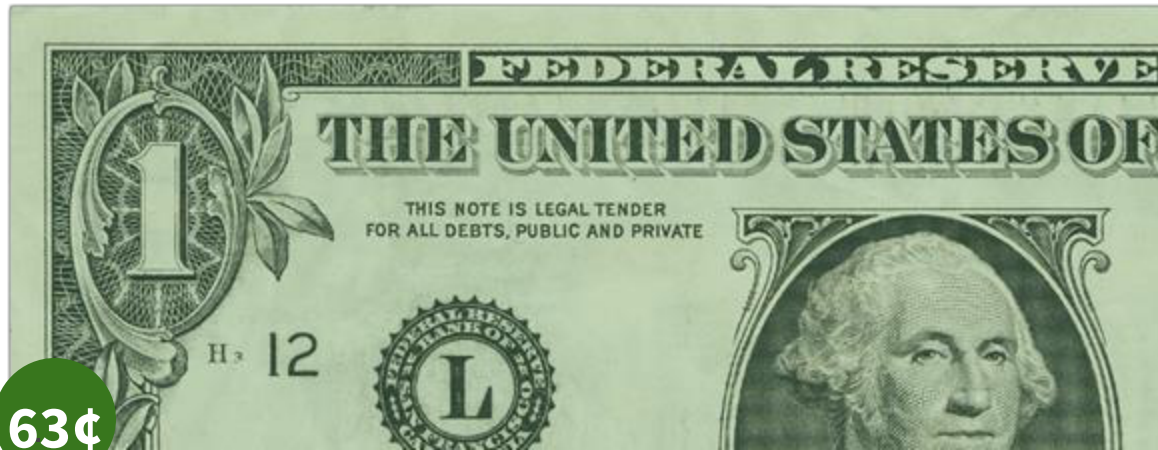 FEDERAL RESERVE
THE UNITED STATES OF
THIS NOTE IS LEGAL TENDER
FOR ALL DEBTS, PUBLIC AND PRIVATE
1
H3 12
L
63¢